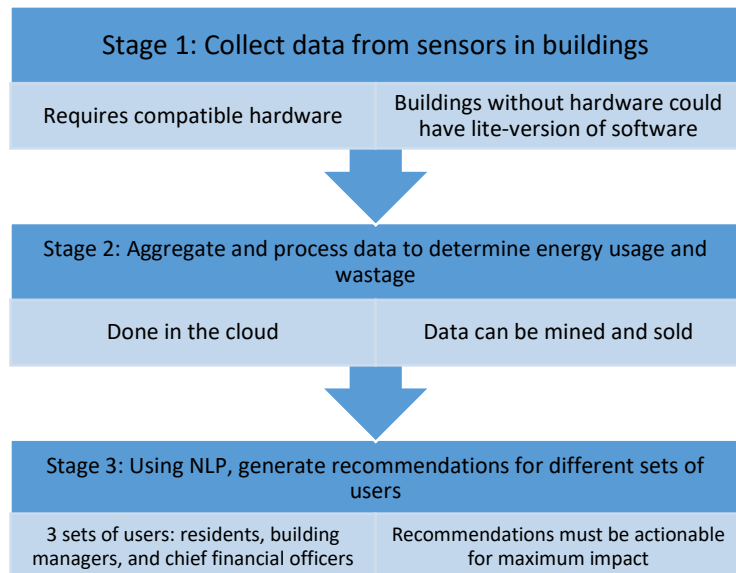 Stage 1: Collect data from sensors in buildings
Requires compatible hardware
Buildings without hardware could
have lite-version of software
Stage 2: Aggregate and process data to determine energy usage and
wastage
Done in the cloud
Data can be mined and sold
Stage 3: Using NLP, generate recommendations for different sets of
users
3 sets of users: residents, building
managers, and chief financial officers
Recommendations must be actionable
for maximum impact